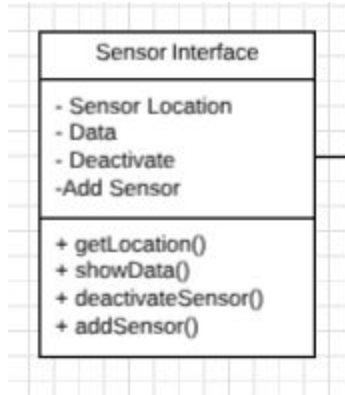 Sensor Interface
- Sensor Location
- Data
- Deactivate
-Add Sensor
+ getLocation()
+ showData()
+ deactivateSensor()
+ addSensor()